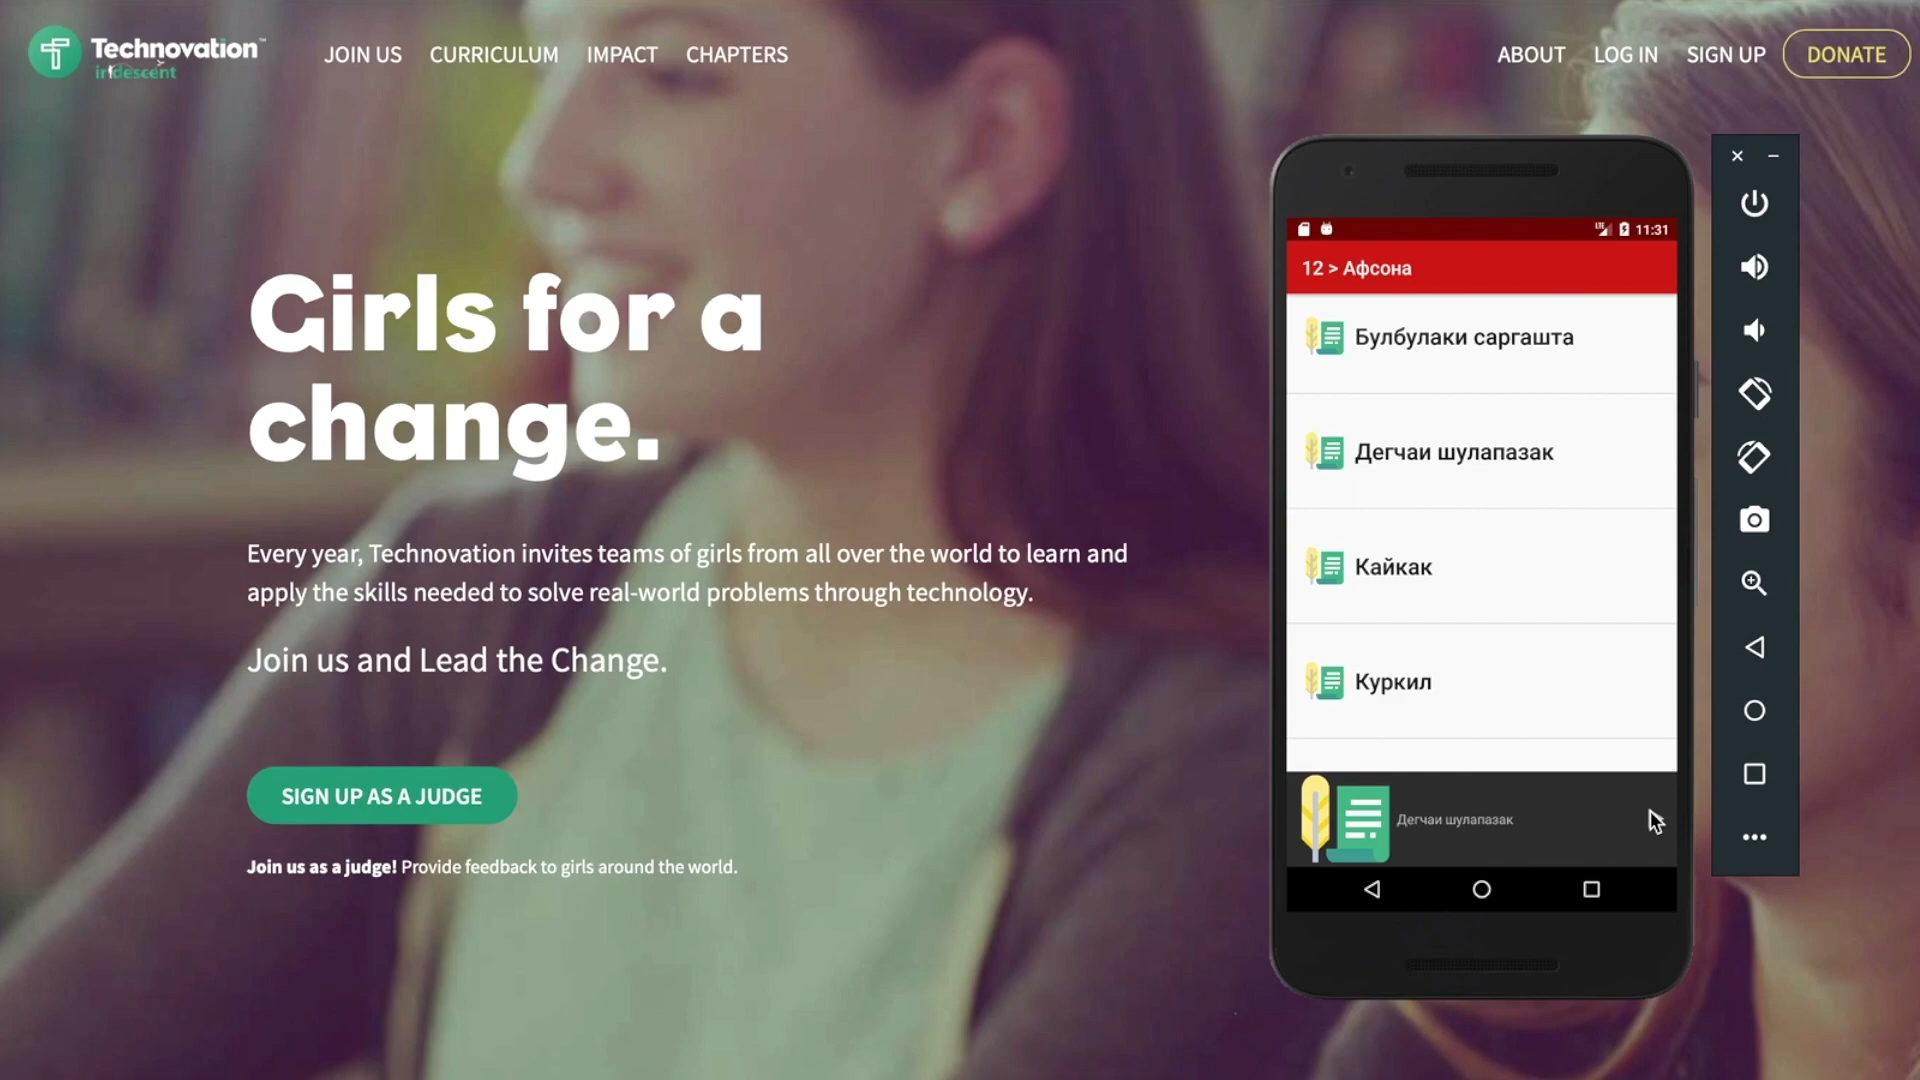 Technovation™
iridescent
JOIN US CURRICULUM IMPACT CHAPTERS
ABOUT LOG IN SIGN UP DONATE
Girls for a
change.
Every year, Technovation invites teams of girls from all over the world to learn and
apply the skills needed to solve real-world problems through technology.
Join us and Lead the Change.
SIGN UP AS A JUDGE
Join us as a judge! Provide feedback to girls around the world.
LTE 11:31
12 > Афсона
Булбулаки саргашта
Дегчаи шулапазак
Кайкак
Куркил
Дегчаи шулапазак